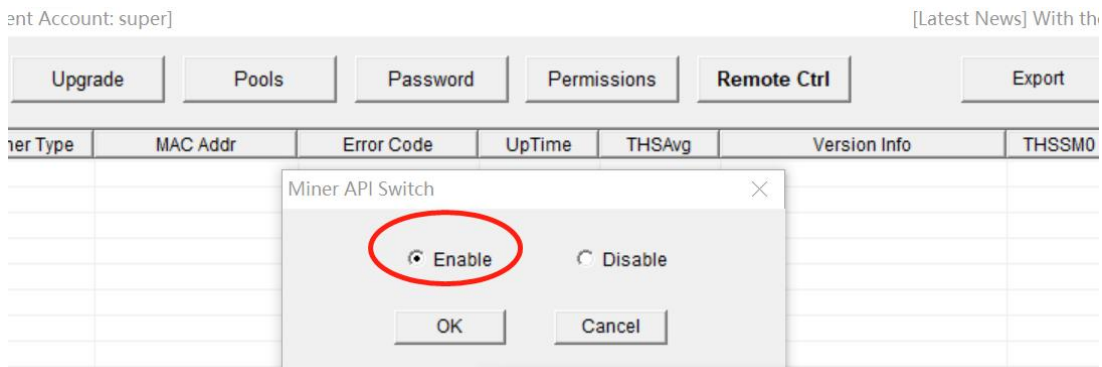 ent Account: super] [Latest News] With the
Upgrade Pools Password Permissions Remote Ctrl Export
ner Type MAC Addr Error Code UpTime THSAvg Version Info THSSM0
Miner API Switch
Enable Disable
OK Cancel